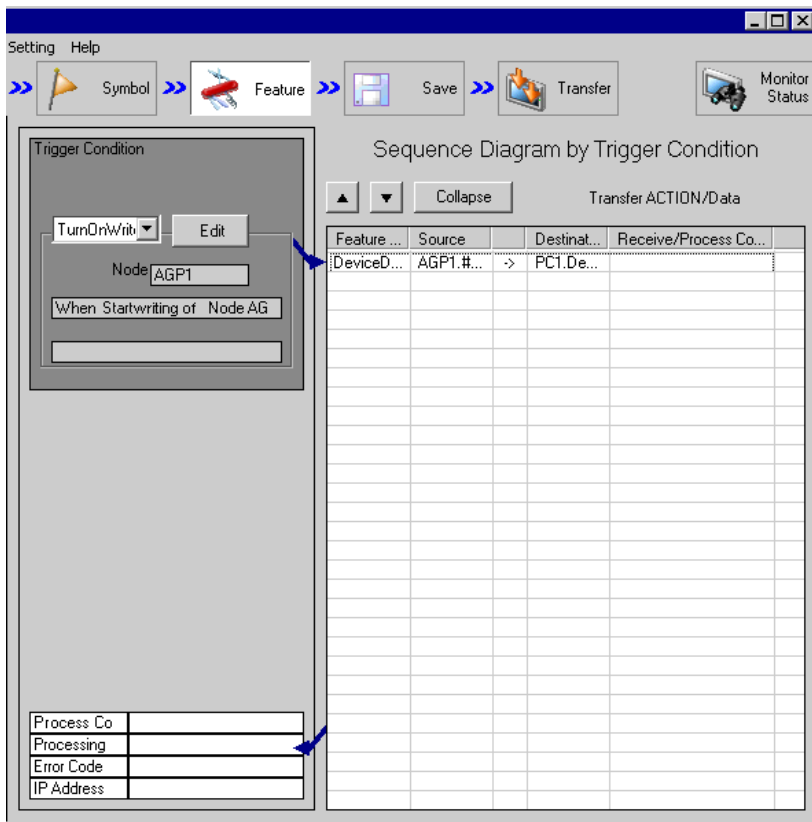 Setting Help
Symbol Feature Save Transfer Monitor Status
Trigger Condition
Sequence Diagram by Trigger Condition
Collapse Transfer ACTION/Data
TurnOnWrit Edit
Node AGP1
When Startwriting of Node AG
Feature ... Source Destinat... Receive/Process Co...
DeviceD... AGP1.#... -> PC1.De...
Process Co
Processing
Error Code
IP Address